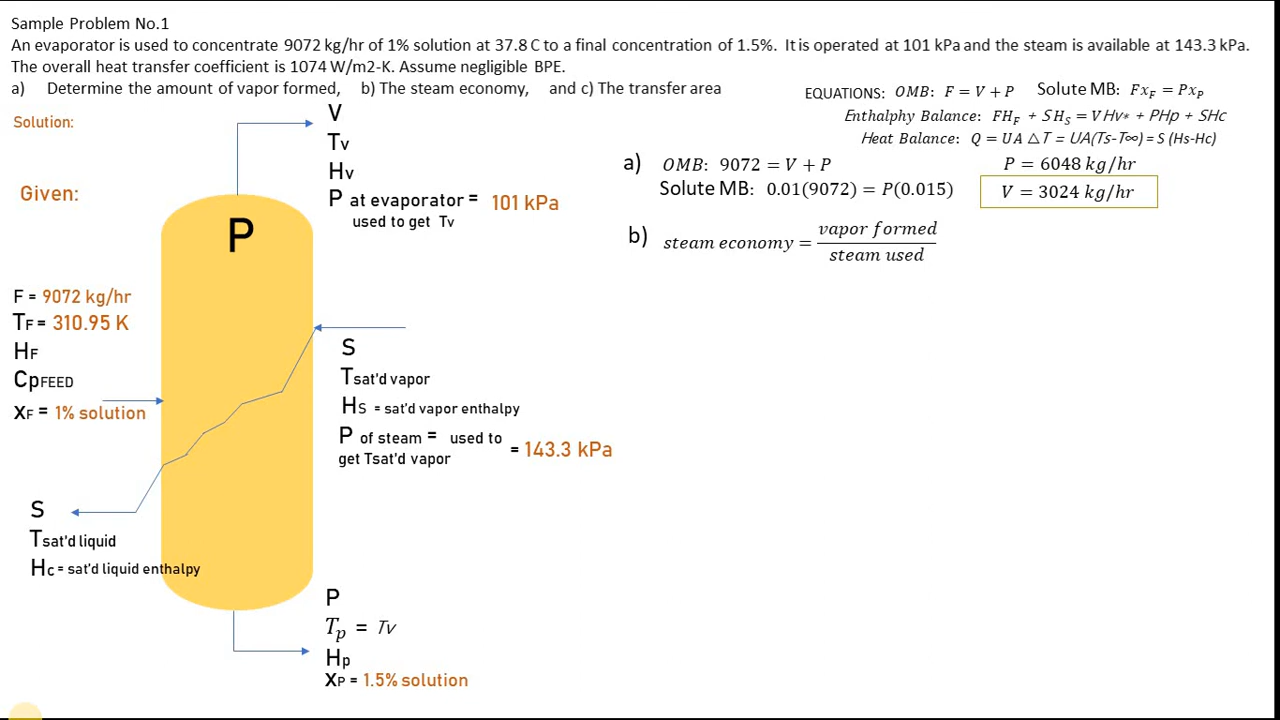 Sample Problem No.1
An evaporator is used to concentrate 9072 kg/hr of 1% solution at 37.8 C to a final concentration of 1.5%. It is operated at 101 kPa and the steam is available at 143.3 kPa.
The overall heat transfer coefficient is 1074 W/m2-K. Assume negligible BPE.
a) Determine the amount of vapor formed, b) The steam economy, and c) The transfer area
EQUATIONS: OMB: F = V + P Solute MB: Fx_F = Px_P
Enthalphy Balance: FH_F + SH_S = VHv* + PHp + SHc
Heat Balance: Q = UA △T = UA(Ts-T∞) = S (Hs-Hc)
Solution:
Given:
V
Tv
Hv
P at evaporator = 101 kPa
used to get Tv
P
F = 9072 kg/hr
TF = 310.95 K
HF
CpFEED
XF = 1% solution
S
Tsat'd vapor
Hs = sat'd vapor enthalpy
P of steam = used to
get Tsat'd vapor
= 143.3 kPa
S
Tsat'd liquid
Hc = sat'd liquid enthalpy
P
T_p = Tv
Hp
XP = 1.5% solution
a) OMB: 9072 = V + P
P = 6048 kg/hr
Solute MB: 0.01(9072) = P(0.015)
V = 3024 kg/hr
b) steam economy = vapor formed
steam used